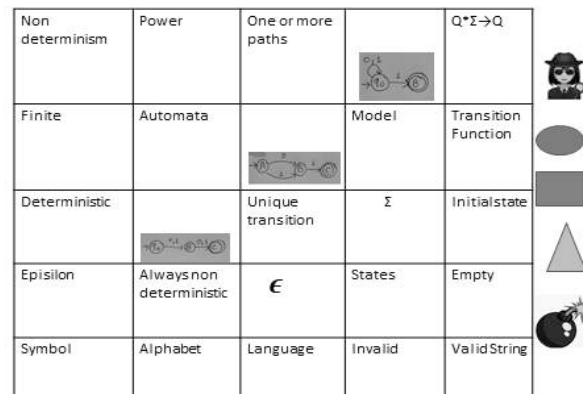 Non
determinism
Power
One or more
paths
Q*Σ→Q
Finite
Automata
Model
Transition
Function
Deterministic
Unique
transition
Σ
Initial state
Episilon
Always non
deterministic
ϵ
States
Empty
Symbol
Alphabet
Language
Invalid
Valid String